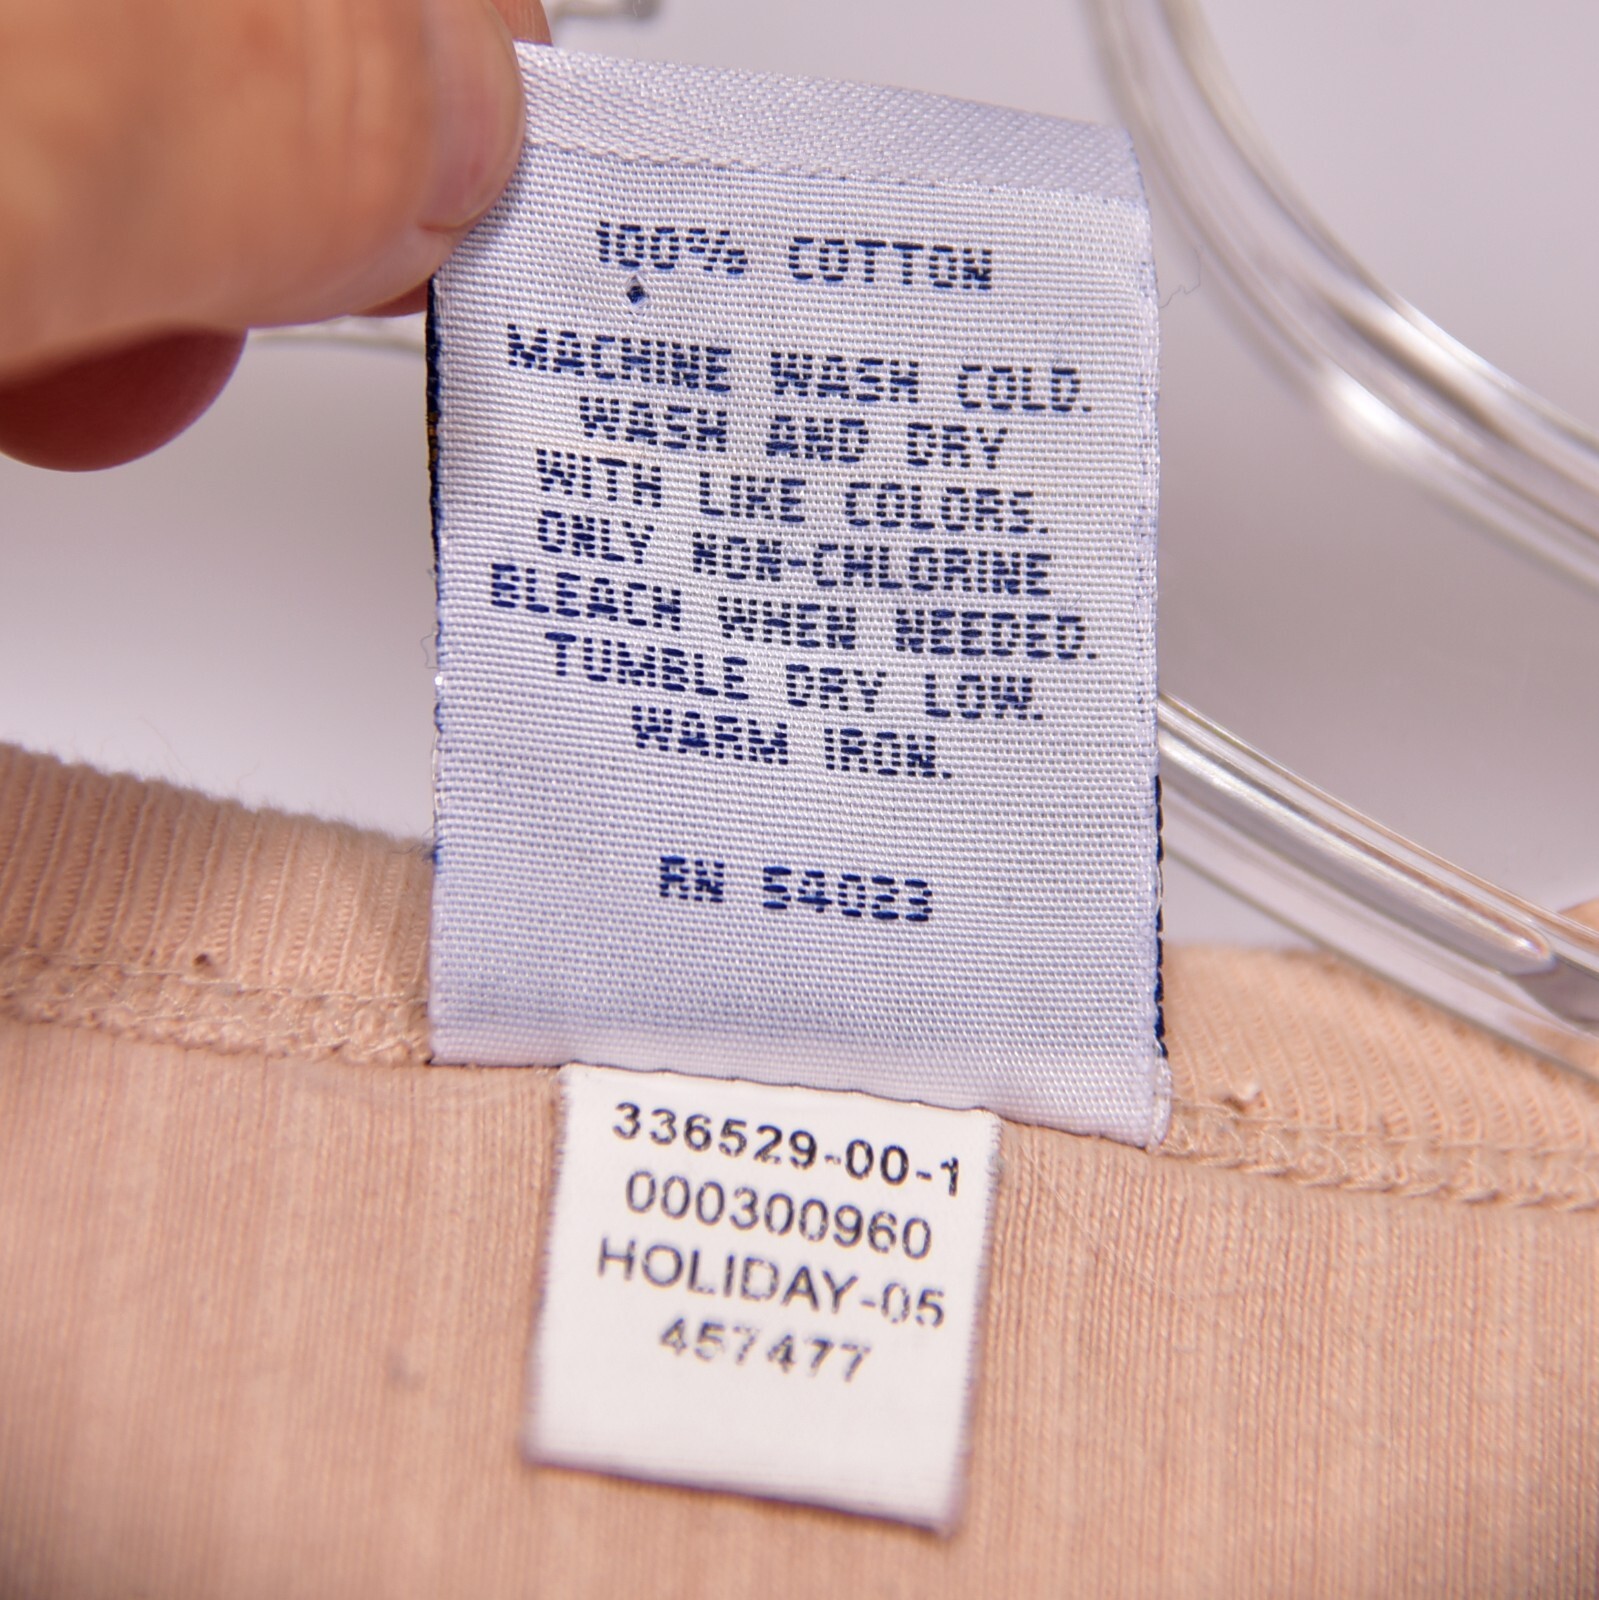 100% COTTON
MACHINE WASH COLD.
WASH AND DRY
WITH LIKE COLORS.
ONLY NON-CHLORINE
BLEACH WHEN NEEDED.
TUMBLE DRY LOW.
WARM IRON.
RN 54023
336529-00-1
000300960
HOLIDAY-05
457477